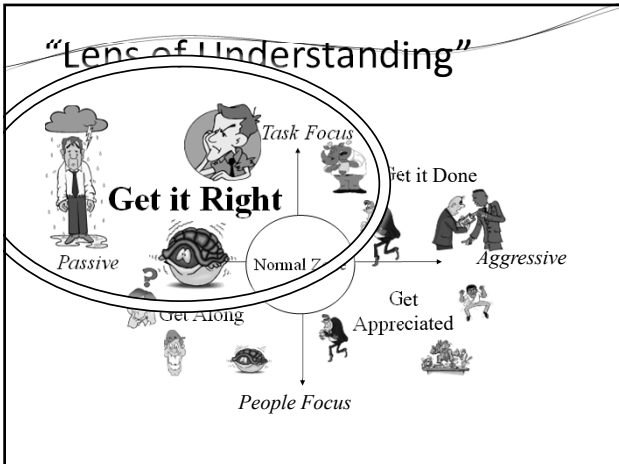 “Lens of Understanding”
Task Focus
Get it Done
Get it Right
Passive
Normal Zone
Aggressive
?
Get Along
Get
Appreciated
People Focus